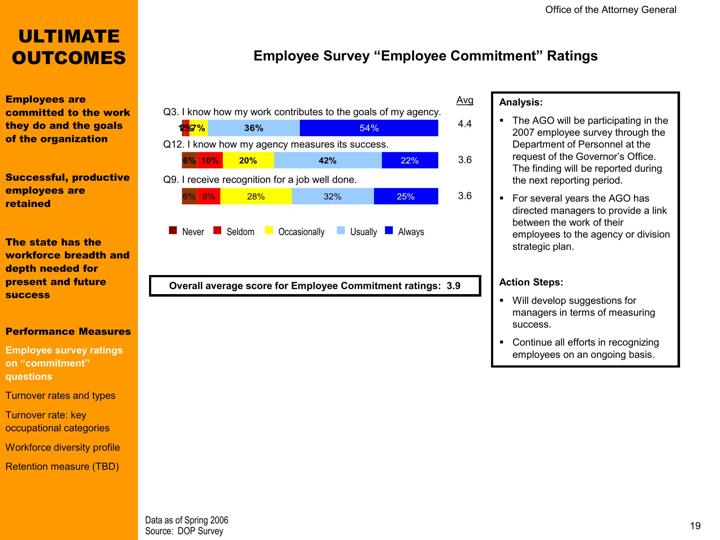 Office of the Attorney General
ULTIMATE
OUTCOMES
Employees are
committed to the work
they do and the goals
of the organization
Successful, productive
employees are
retained
The state has the
workforce breadth and
depth needed for
present and future
success
Performance Measures
Employee survey ratings
on “commitment”
questions
Turnover rates and types
Turnover rate: key
occupational categories
Workforce diversity profile
Retention measure (TBD)
Employee Survey “Employee Commitment” Ratings
Avg
Q3. I know how my work contributes to the goals of my agency.
7% 36% 54% 4.4
Q12. I know how my agency measures its success.
6% 10% 20% 42% 22% 3.6
Q9. I receive recognition for a job well done.
6% 9% 28% 32% 25% 3.6
Never Seldom Occasionally Usually Always
Overall average score for Employee Commitment ratings: 3.9
Analysis:
▪ The AGO will be participating in the
2007 employee survey through the
Department of Personnel at the
request of the Governor’s Office.
The finding will be reported during
the next reporting period.
▪ For several years the AGO has
directed managers to provide a link
between the work of their
employees to the agency or division
strategic plan.
Action Steps:
▪ Will develop suggestions for
managers in terms of measuring
success.
▪ Continue all efforts in recognizing
employees on an ongoing basis.
Data as of Spring 2006
Source: DOP Survey
19